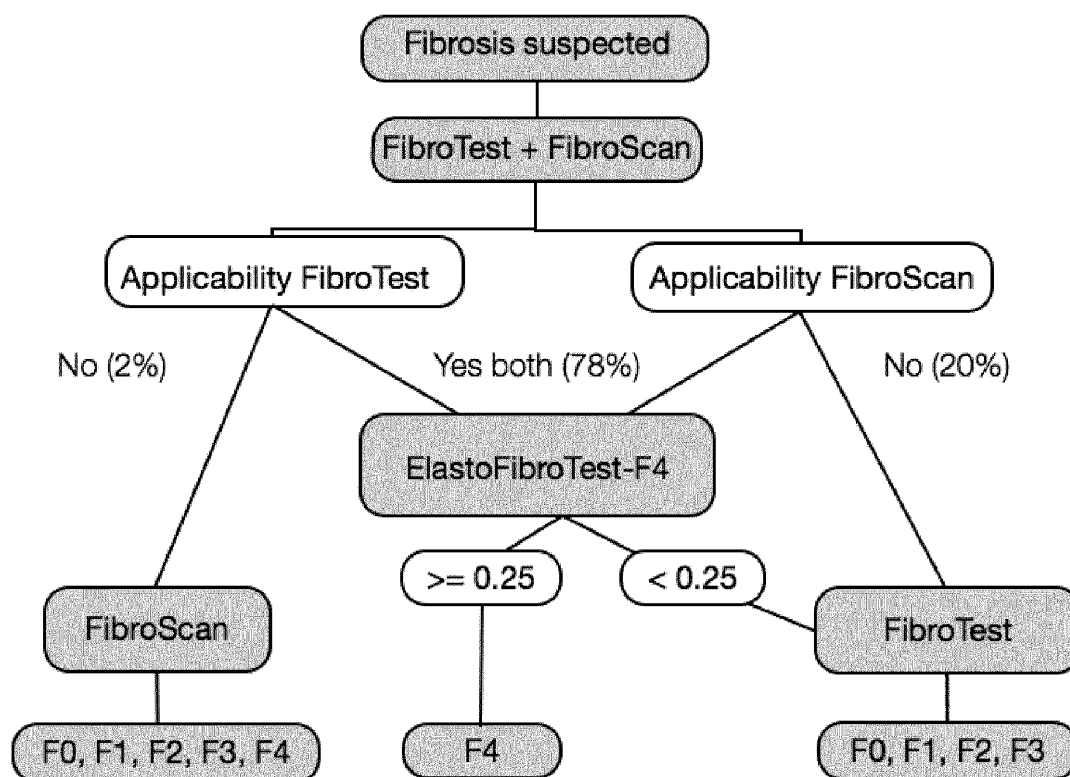 Fibrosis suspected
FibroTest + FibroScan
Applicability FibroTest
Applicability FibroScan
No (2%)
Yes both (78%)
No (20%)
ElastoFibroTest-F4
>= 0.25
< 0.25
FibroScan
FibroTest
F0, F1, F2, F3, F4
F4
F0, F1, F2, F3